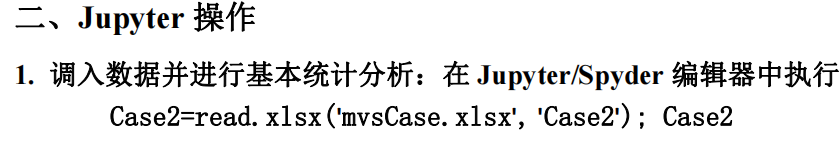 二、Jupyter 操作
1. 调入数据并进行基本统计分析：在 Jupyter/Spyder 编辑器中执行
Case2=read.xlsx('mvsCase.xlsx', 'Case2'); Case2